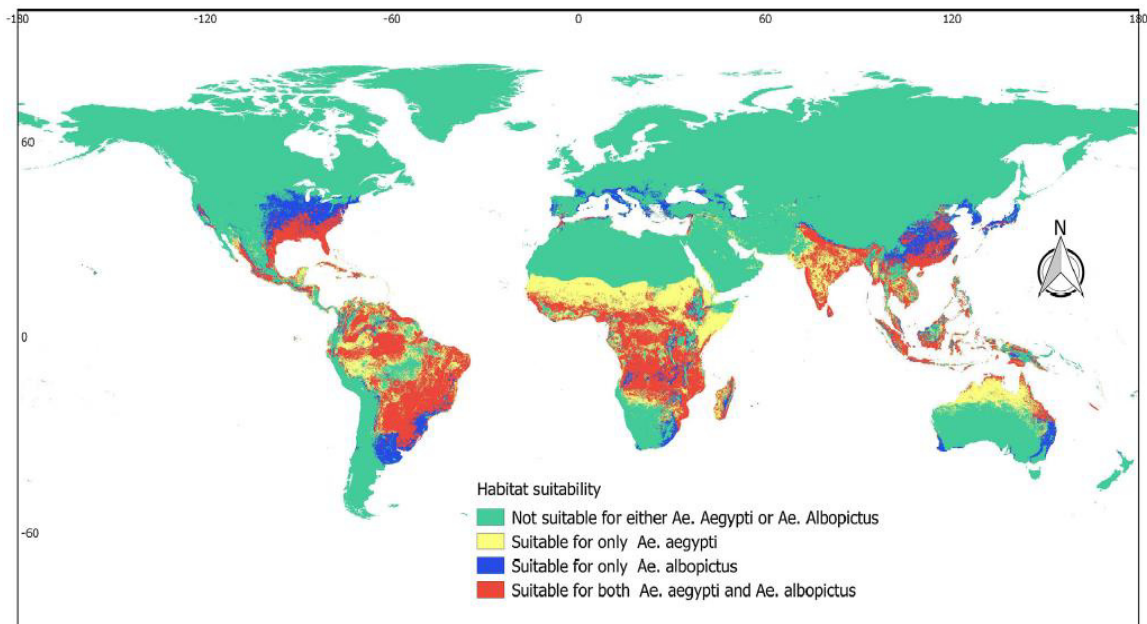 -180 -120 -60 0 60 120 180
60
N
0
-60
Habitat suitability
Not suitable for either Ae. Aegypti or Ae. Albopictus
Suitable for only Ae. aegypti
Suitable for only Ae. albopictus
Suitable for both Ae. aegypti and Ae. albopictus